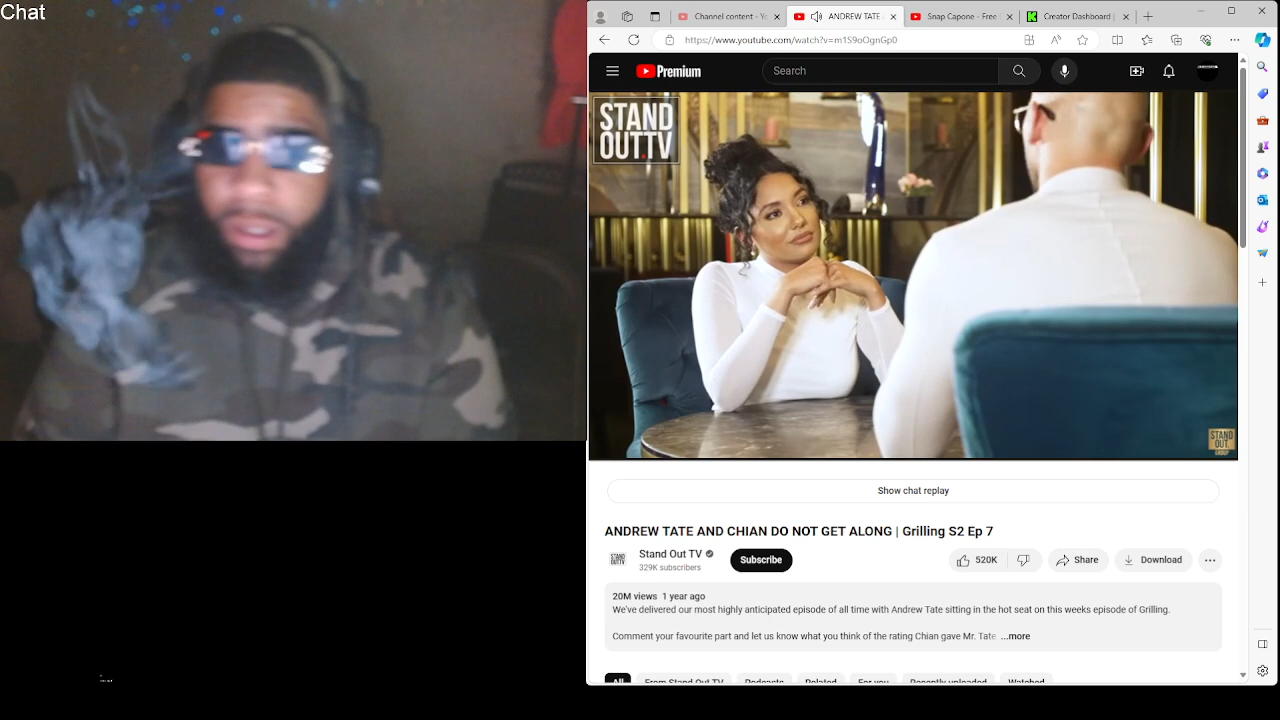 Chat
Channel content - Yo
ANDREW TATE
Snap Capone - Free
Creator Dashboard
https://www.youtube.com/watch?v=m1S9oOgnGp0
Premium
Search
STAND
OUTTV
STAND
OUT
GROUP
Show chat replay
ANDREW TATE AND CHIAN DO NOT GET ALONG | Grilling S2 Ep 7
STAND
OUTTV
Stand Out TV
329K subscribers
Subscribe
520K
Share
Download
20M views 1 year ago
We've delivered our most highly anticipated episode of all time with Andrew Tate sitting in the hot seat on this weeks episode of Grilling.
Comment your favourite part and let us know what you think of the rating Chian gave Mr. Tate ...more
All From Stand Out TV Podcasts Related For you Recently uploaded Watched